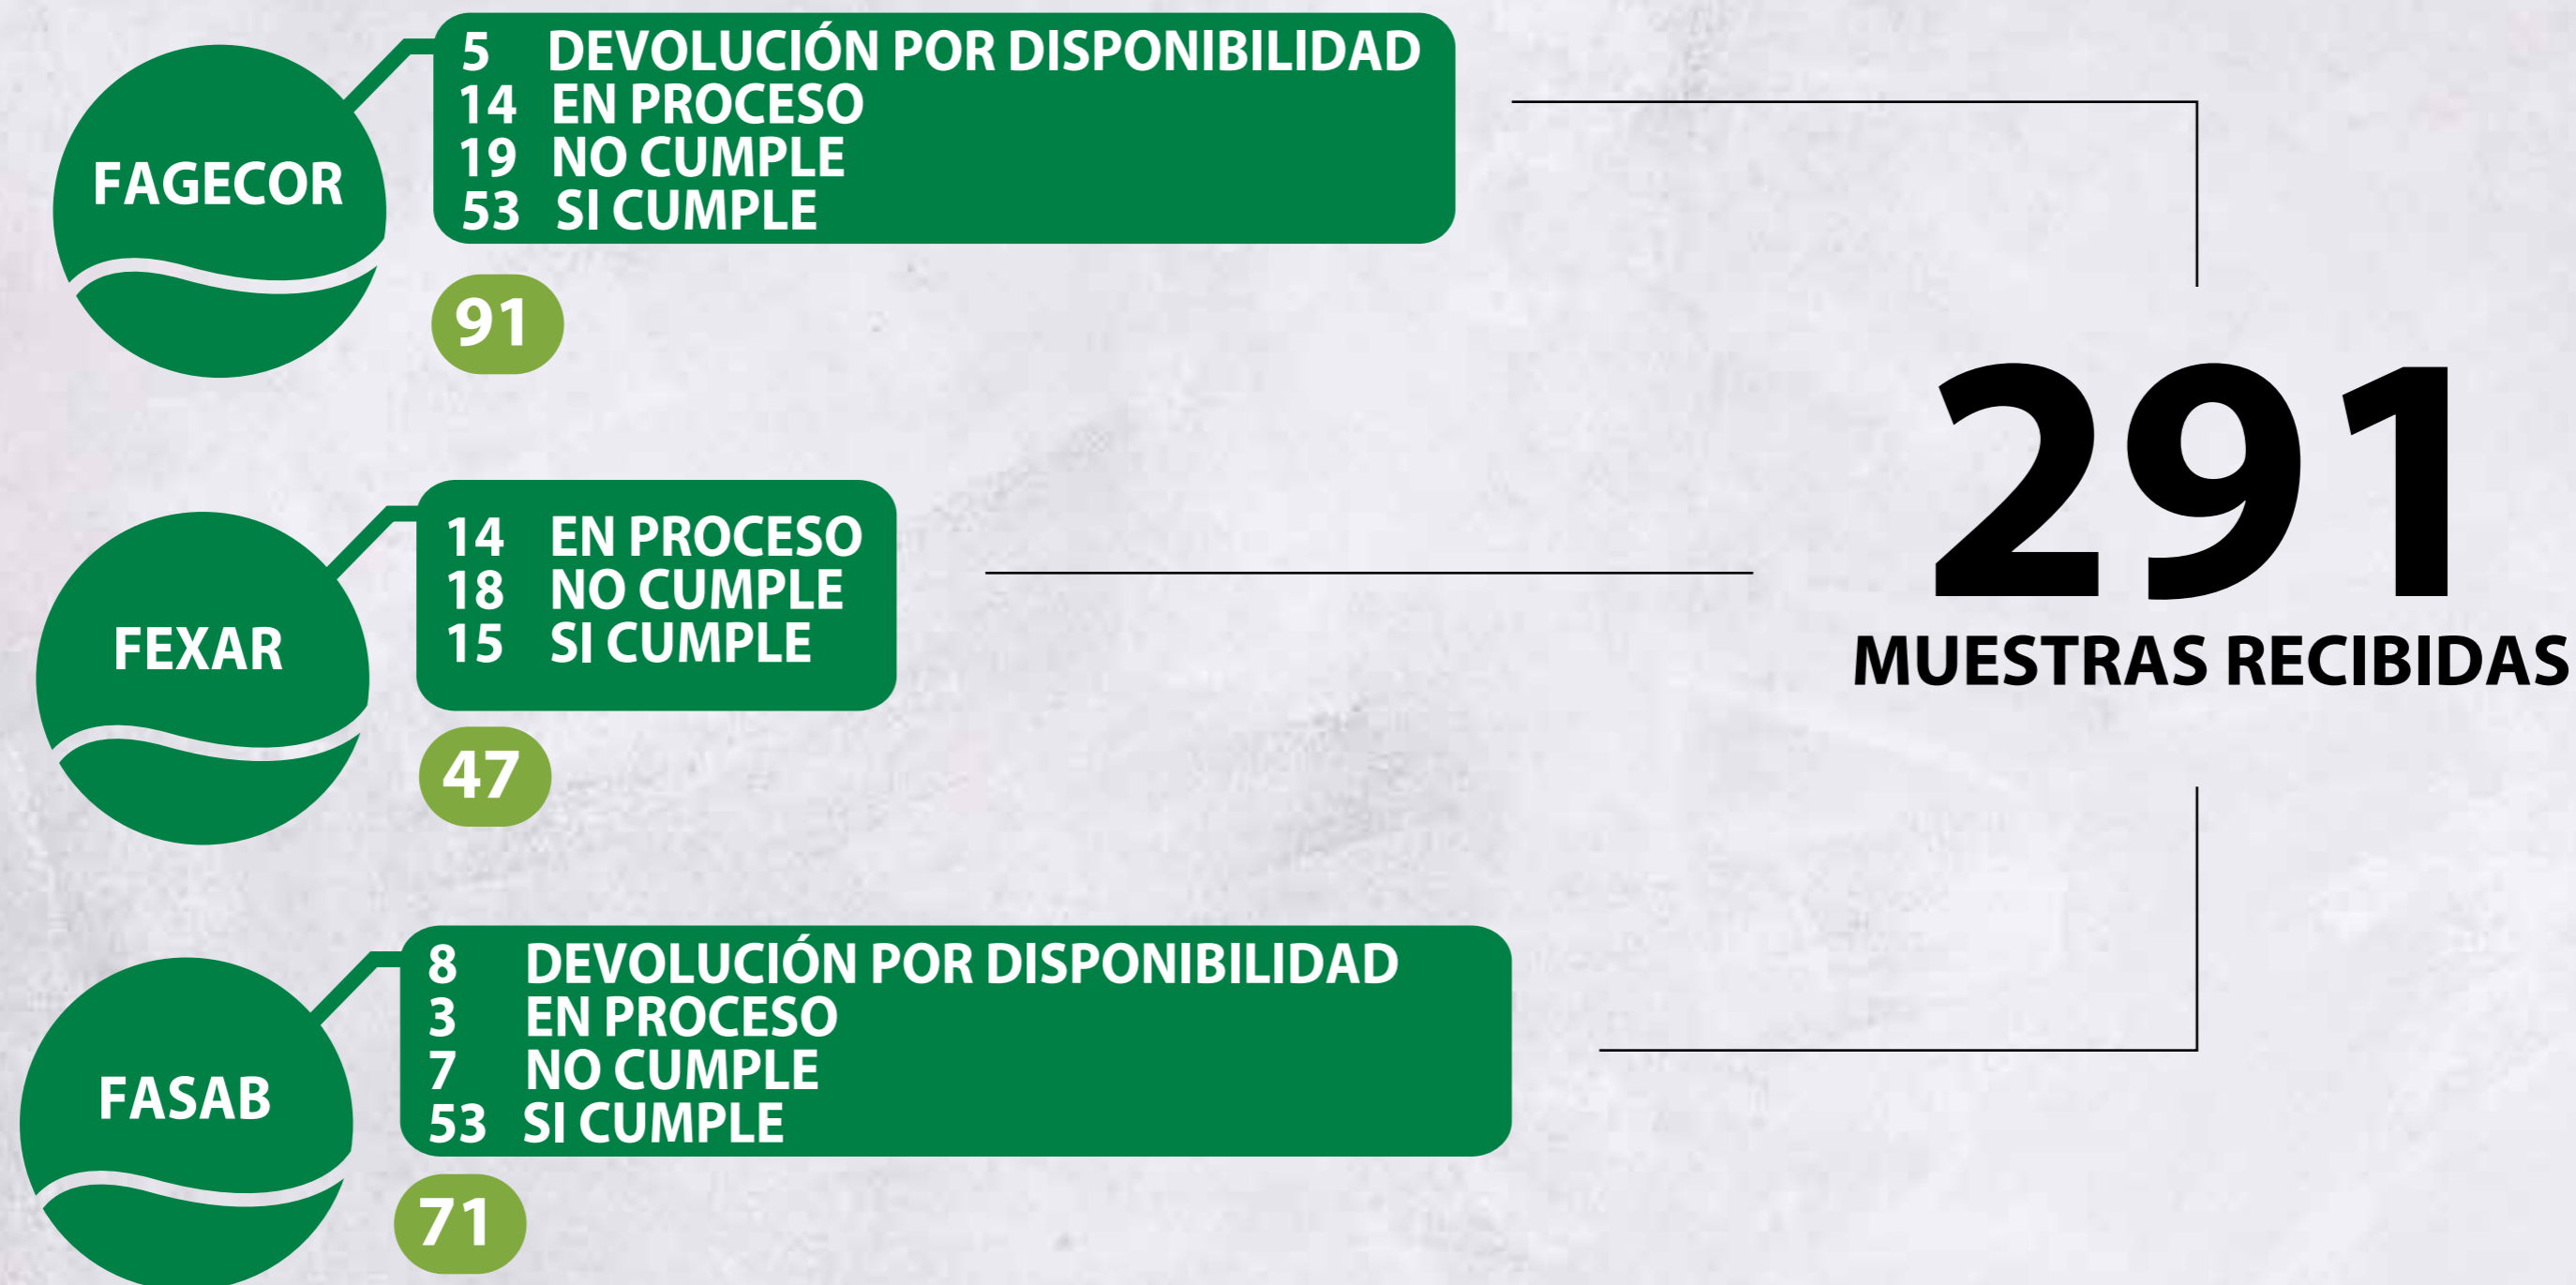 FAGECOR
5 DEVOLUCIÓN POR DISPONIBILIDAD
14 EN PROCESO
19 NO CUMPLE
53 SI CUMPLE
91
FEXAR
14 EN PROCESO
18 NO CUMPLE
15 SI CUMPLE
47
FASAB
8 DEVOLUCIÓN POR DISPONIBILIDAD
3 EN PROCESO
7 NO CUMPLE
53 SI CUMPLE
71
291
MUESTRAS RECIBIDAS